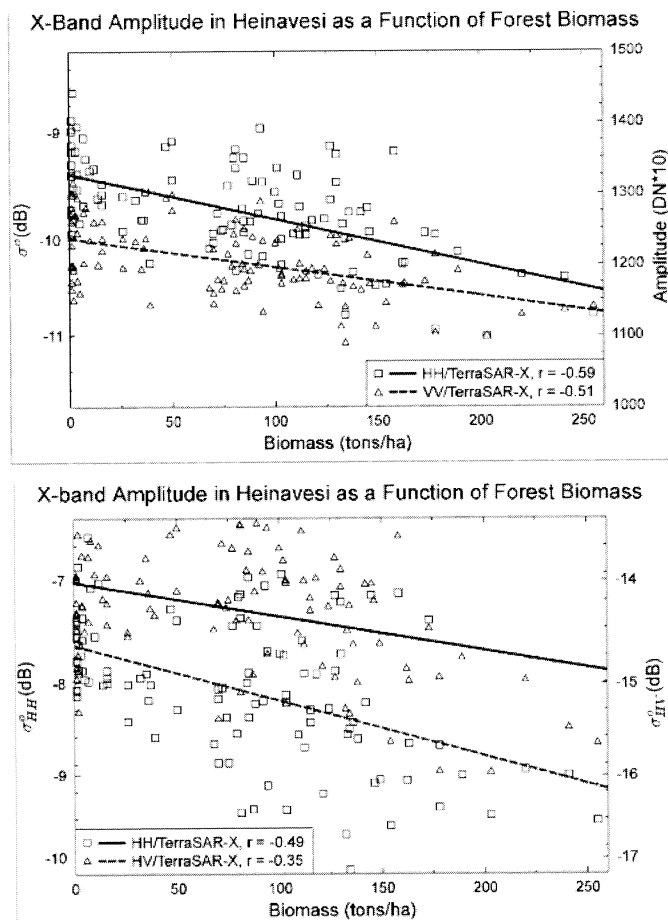 X-Band Amplitude in Heinavesi as a Function of Forest Biomass
1500
1400
1300
1200
1100
1000
Amplitude (DN*10)
-9
-10
-11
σ° (dB)
HH/TerraSAR-X, r = -0.59
VV/TerraSAR-X, r = -0.51
0 50 100 150 200 250
Biomass (tons/ha)
X-band Amplitude in Heinavesi as a Function of Forest Biomass
-7
-8
-9
-10
σ°HH (dB)
-14
-15
-16
-17
σ°HV (dB)
HH/TerraSAR-X, r = -0.49
HV/TerraSAR-X, r = -0.35
0 50 100 150 200 250
Biomass (tons/ha)